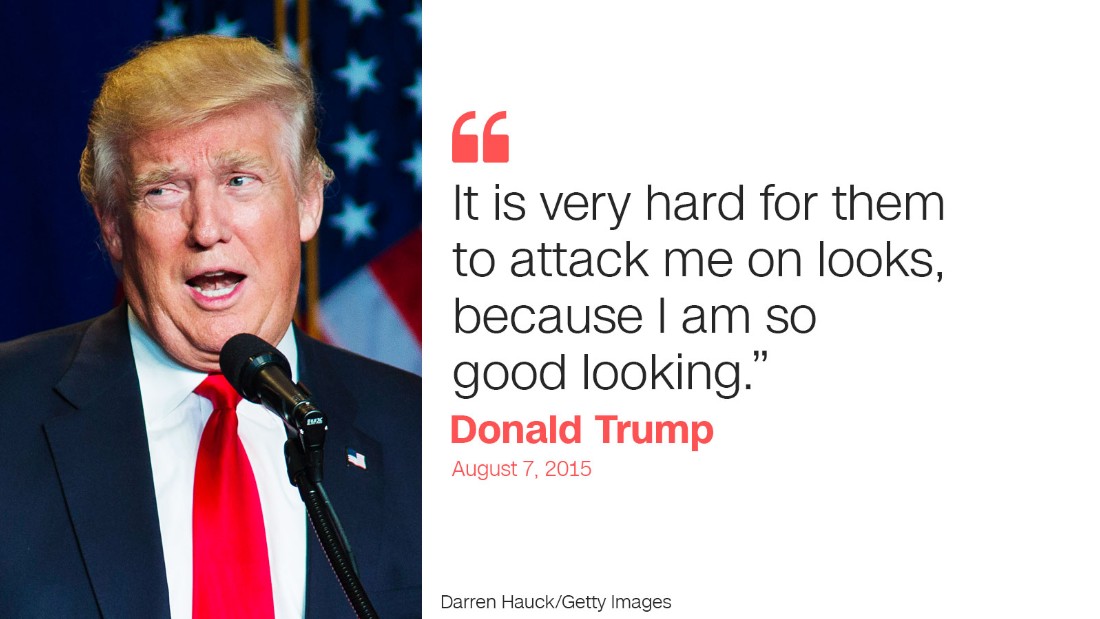 “
It is very hard for them
to attack me on looks,
because I am so
good looking.”
Donald Trump
August 7, 2015
Darren Hauck/Getty Images